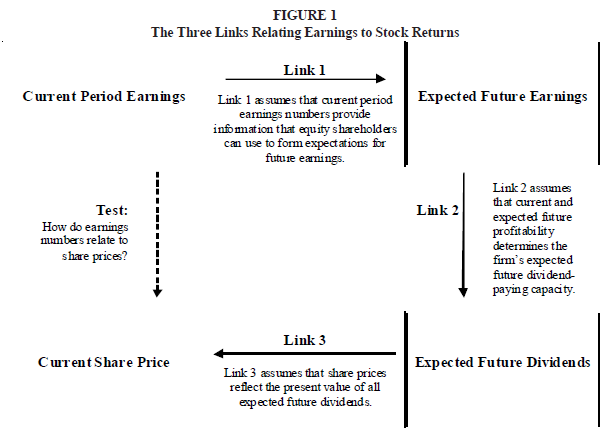 FIGURE 1
The Three Links Relating Earnings to Stock Returns
Link 1
Current Period Earnings
Expected Future Earnings
Link 1 assumes that current period
earnings numbers provide
information that equity shareholders
can use to form expectations for
future earnings.
Test:
How do earnings
numbers relate to
share prices?
Link 2
Link 2 assumes
that current and
expected future
profitability
determines the
firm's expected
future dividend-
paying capacity.
Link 3
Current Share Price
Expected Future Dividends
Link 3 assumes that share prices
reflect the present value of all
expected future dividends.